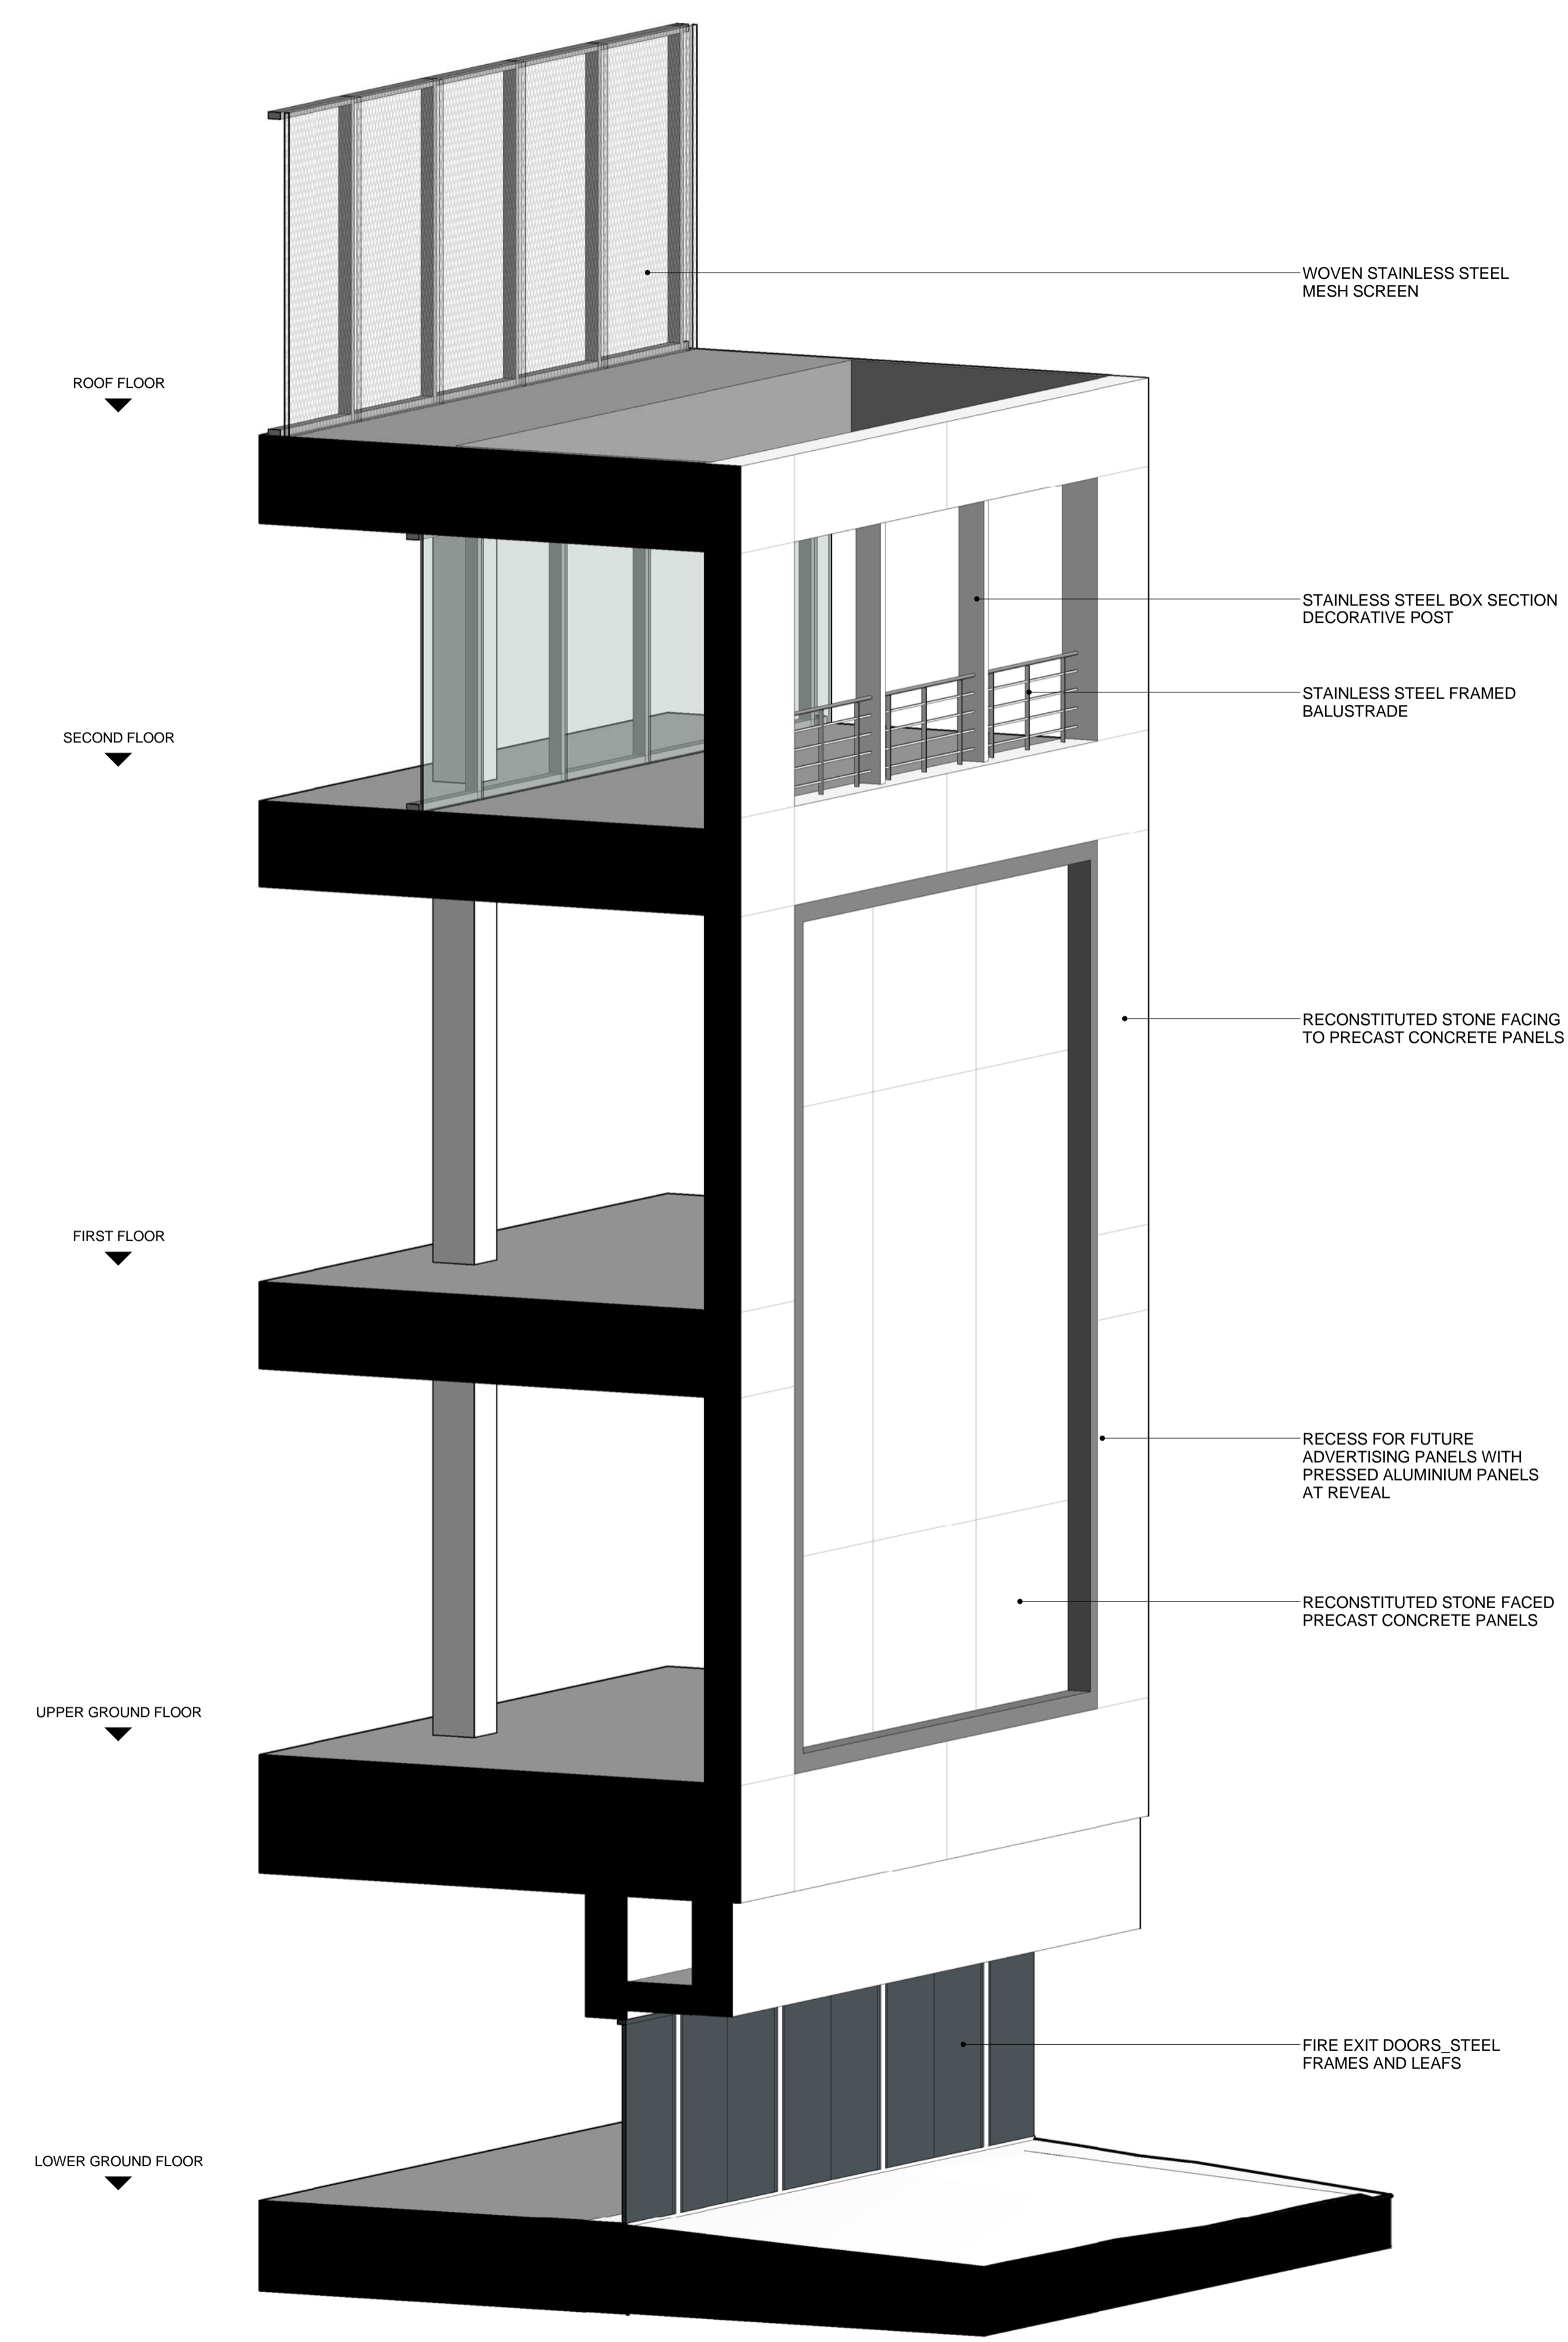 WOVEN STAINLESS STEEL
MESH SCREEN
ROOF FLOOR
STAINLESS STEEL BOX SECTION
DECORATIVE POST
STAINLESS STEEL FRAMED
BALUSTRADE
SECOND FLOOR
RECONSTITUTED STONE FACING
TO PRECAST CONCRETE PANELS
FIRST FLOOR
RECESS FOR FUTURE
ADVERTISING PANELS WITH
PRESSED ALUMINIUM PANELS
AT REVEAL
RECONSTITUTED STONE FACED
PRECAST CONCRETE PANELS
UPPER GROUND FLOOR
FIRE EXIT DOORS_STEEL
FRAMES AND LEAFS
LOWER GROUND FLOOR